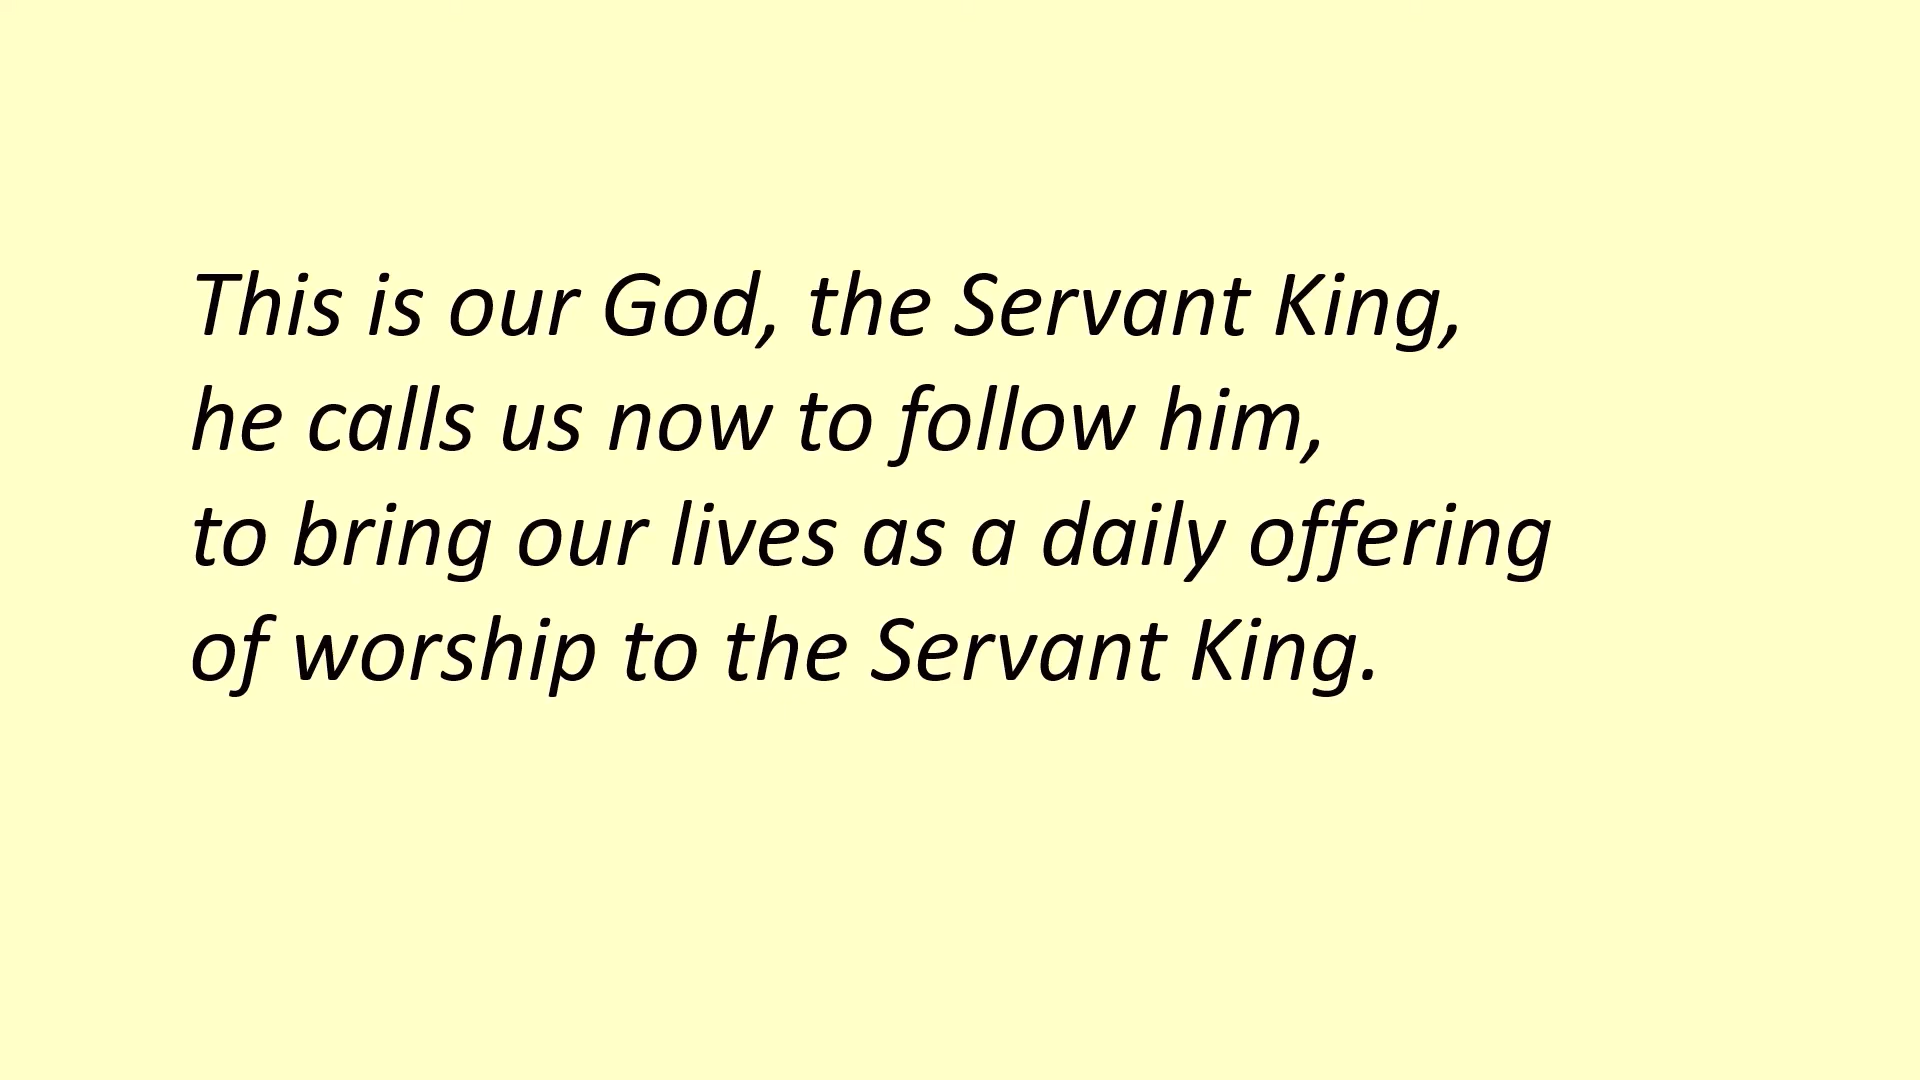 This is our God, the Servant King,
he calls us now to follow him,
to bring our lives as a daily offering
of worship to the Servant King.